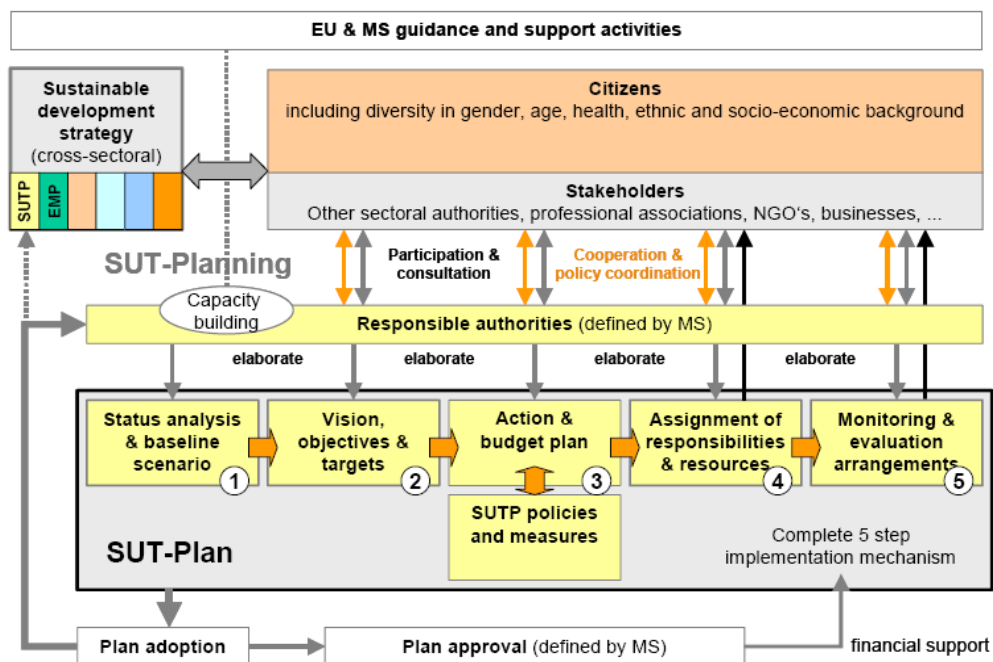 EU & MS guidance and support activities
Sustainable
development
strategy
(cross-sectoral)
SUTP
EMP
Citizens
including diversity in gender, age, health, ethnic and socio-economic background
Stakeholders
Other sectoral authorities, professional associations, NGO's, businesses, ...
SUT-Planning
Participation &
consultation
Cooperation &
policy coordination
Capacity
building
Responsible authorities (defined by MS)
elaborate
elaborate
elaborate
elaborate
Status analysis
& baseline
scenario
1
Vision,
objectives &
targets
2
Action &
budget plan
3
Assignment of
responsibilities
& resources
4
Monitoring &
evaluation
arrangements
5
SUTP policies
and measures
SUT-Plan
Complete 5 step
implementation mechanism
Plan adoption
Plan approval (defined by MS)
financial support